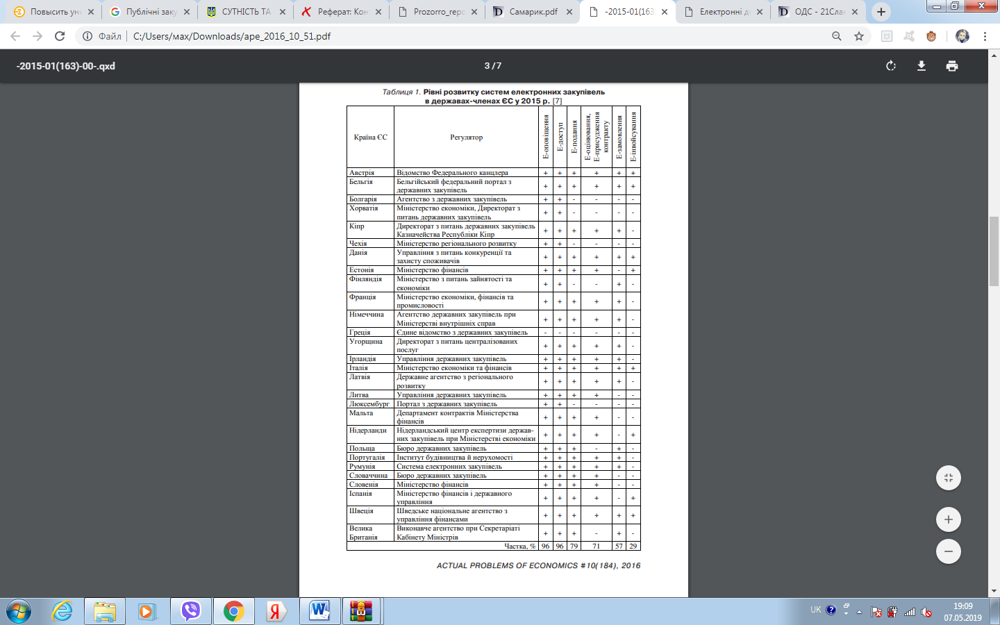 Повысить уни
Публічні заку
СУТНІСТЬ ТА
Реферат: Кон
Prozorro_repo
Самарик.pdf
-2015-01(163
Електронні д
ОДС - 21Слан
Файл C:/Users/мах/Downloads/ape_2016_10_51.pdf
-2015-01(163)-00-.qxd
3 / 7
Таблиця 1. Рівні розвитку систем електронних закупівель
в державах-членах ЄС у 2015 р. [7]
Країна ЄС Регулятор Е-оповіщення Е-доступ Е-подання Е-оцінювання, Е-присудження контракту Е-замовлення Е-інвойсування
Австрія Відомство Федерального канцлера + + + + + +
Бельгія Бельгійський федеральний портал з
державних закупівель + + + + + +
Болгарія Агентство з державних закупівель + + - - - -
Хорватія Міністерство економіки, Директорат з
питань державних закупівель + + - - - -
Кіпр Директорат з питань державних закупівель
Казначейства Республіки Кіпр + + + + + -
Чехія Міністерство регіонального розвитку + + - - - -
Данія Управління з питань конкуренції та
захисту споживачів + + + + + +
Естонія Міністерство фінансів + + + + - +
Фінляндія Міністерство з питань зайнятості та
економіки + + - - + -
Франція Міністерство економіки, фінансів та
промисловості + + + + + -
Німеччина Агентство державних закупівель при
Міністерстві внутрішніх справ + + + + + -
Греція Єдине відомство з державних закупівель - - - - - -
Угорщина Директорат з питань централізованих
послуг + + + + + -
Ірландія Управління державних закупівель + + + + + -
Італія Міністерство економіки та фінансів + + + + + +
Латвія Державне агентство з регіонального
розвитку + + + + + -
Литва Управління державних закупівель + + + + - -
Люксембург Портал з державних закупівель + + - - - -
Мальта Департамент контрактів Міністерства
фінансів + + + + - -
Нідерланди Нідерландський центр експертизи держав-
них закупівель при Міністерстві економіки + + + + - +
Польща Бюро державних закупівель + + + - + -
Португалія Інститут будівництва й нерухомості + + + + + -
Румунія Система електронних закупівель + + + + + -
Словаччина Бюро державних закупівель + + + + - -
Словенія Міністерство фінансів + + + + - -
Іспанія Міністерство фінансів і державного
управління + + + + - +
Швеція Шведське національне агентство з
управління фінансами + + + + + +
Велика Виконавче агентство при Секретаріаті
Британія Кабінету Міністрів + + + - + -
Частка, % 96 96 79 71 57 29
ACTUAL PROBLEMS OF ECONOMICS #10(184), 2016
UK
19:09
07.05.2019